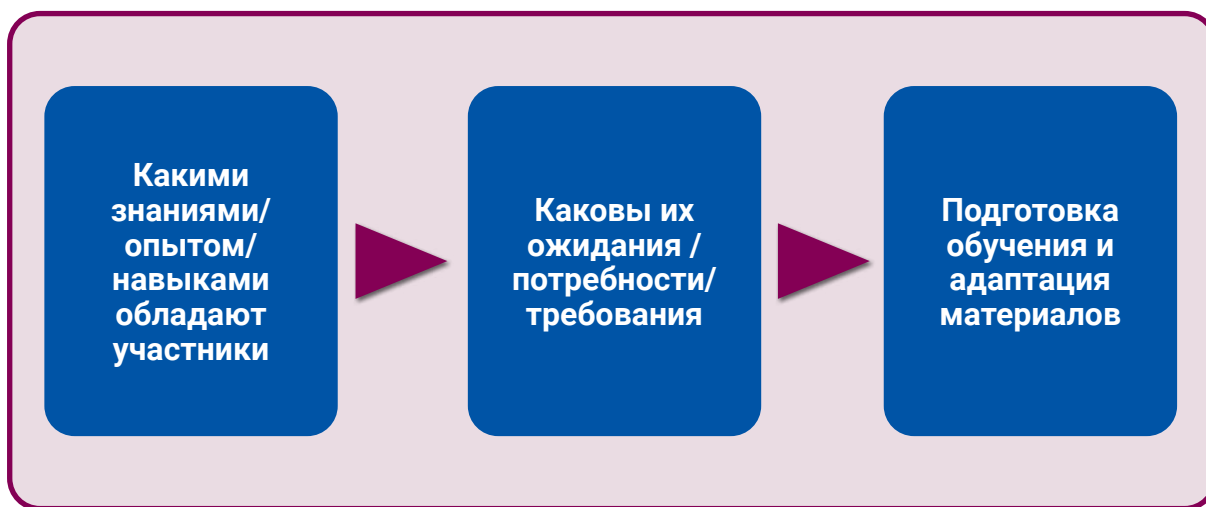 Какими
знаниями/
опытом/
навыками
обладают
участники
Каковы их
ожидания /
потребности/
требования
Подготовка
обучения и
адаптация
материалов